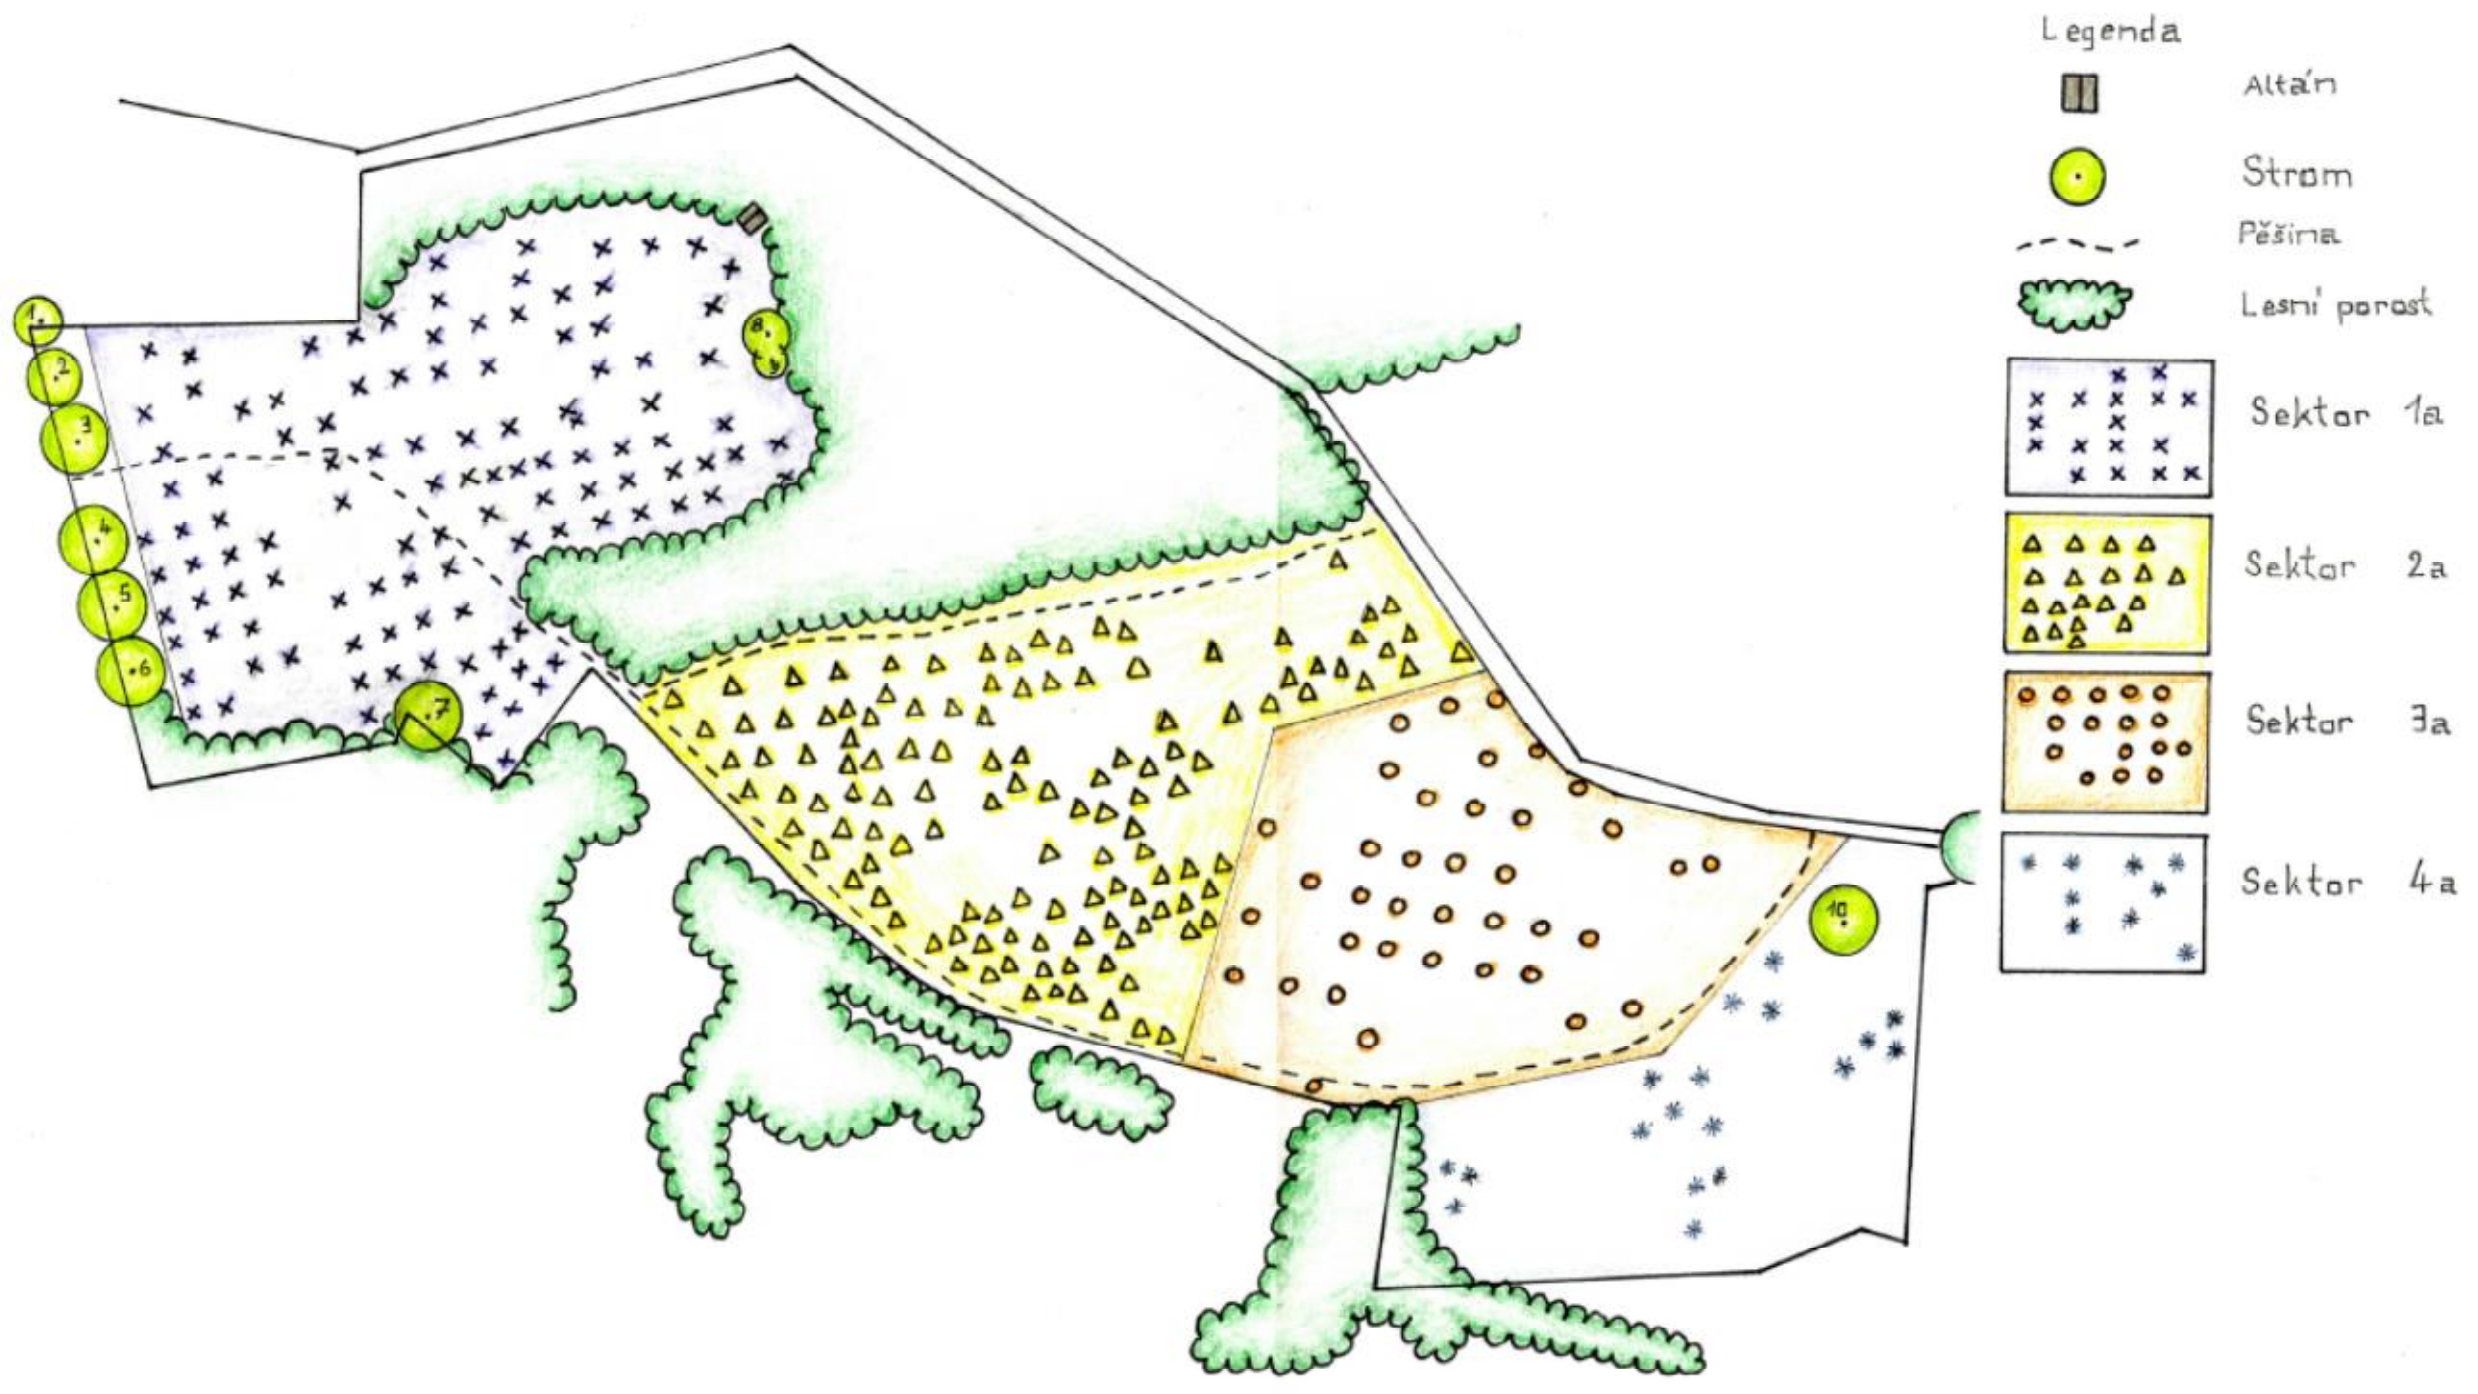 Legenda
Altán
Strom
Pěšina
Lesní porost
Sektor 1a
Sektor 2a
Sektor 3a
Sektor 4a
1
2
3
4
5
6
7
8
9
10